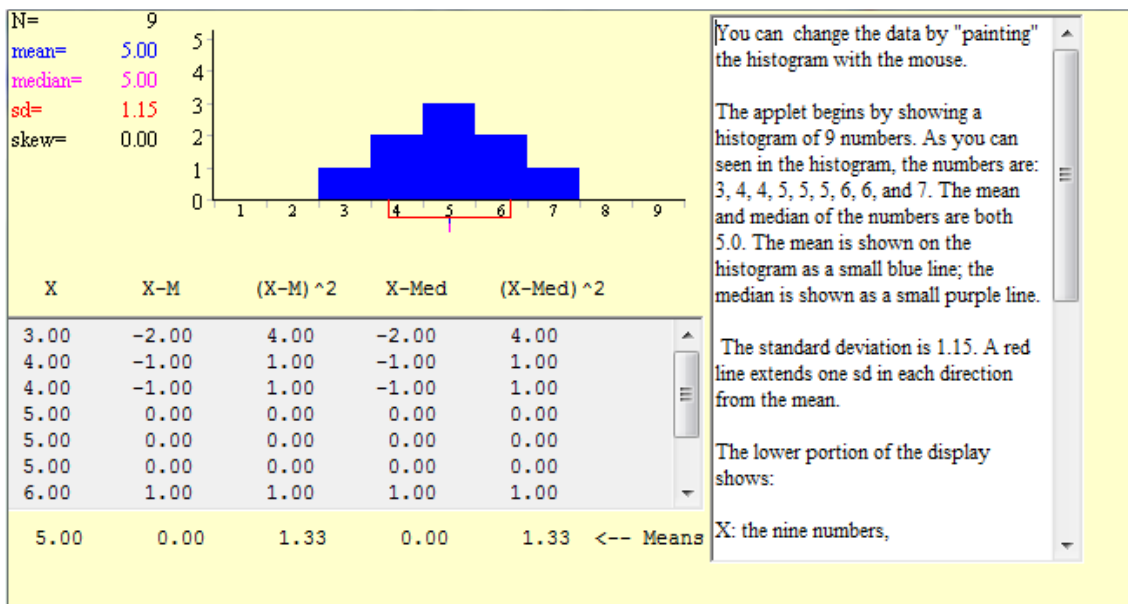 N= 9
mean= 5.00
median= 5.00
sd= 1.15
skew= 0.00
5
4
3
2
1
0
1 2 3 4 5 6 7 8 9
X X-M (X-M)^2 X-Med (X-Med)^2
3.00 -2.00 4.00 -2.00 4.00
4.00 -1.00 1.00 -1.00 1.00
4.00 -1.00 1.00 -1.00 1.00
5.00 0.00 0.00 0.00 0.00
5.00 0.00 0.00 0.00 0.00
5.00 0.00 0.00 0.00 0.00
6.00 1.00 1.00 1.00 1.00
5.00 0.00 1.33 0.00 1.33 <-- Means
You can change the data by "painting"
the histogram with the mouse.
The applet begins by showing a
histogram of 9 numbers. As you can
seen in the histogram, the numbers are:
3, 4, 4, 5, 5, 5, 6, 6, and 7. The mean
and median of the numbers are both
5.0. The mean is shown on the
histogram as a small blue line; the
median is shown as a small purple line.
The standard deviation is 1.15. A red
line extends one sd in each direction
from the mean.
The lower portion of the display
shows:
X: the nine numbers,